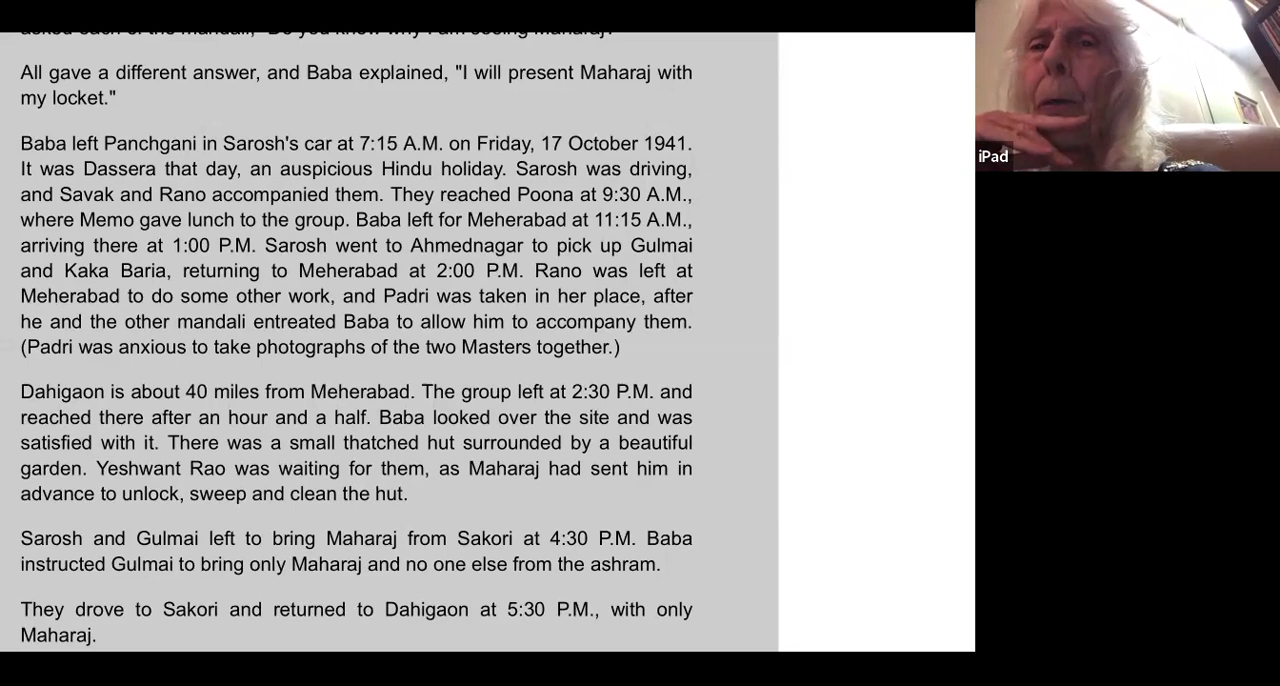 All gave a different answer, and Baba explained, "I will present Maharaj with
my locket."
Baba left Panchgani in Sarosh's car at 7:15 A.M. on Friday, 17 October 1941.
It was Dassera that day, an auspicious Hindu holiday. Sarosh was driving,
and Savak and Rano accompanied them. They reached Poona at 9:30 A.M.,
where Memo gave lunch to the group. Baba left for Meherabad at 11:15 A.M.,
arriving there at 1:00 P.M. Sarosh went to Ahmednagar to pick up Gulmai
and Kaka Baria, returning to Meherabad at 2:00 P.M. Rano was left at
Meherabad to do some other work, and Padri was taken in her place, after
he and the other mandali entreated Baba to allow him to accompany them.
(Padri was anxious to take photographs of the two Masters together.)
Dahigaon is about 40 miles from Meherabad. The group left at 2:30 P.M. and
reached there after an hour and a half. Baba looked over the site and was
satisfied with it. There was a small thatched hut surrounded by a beautiful
garden. Yeshwant Rao was waiting for them, as Maharaj had sent him in
advance to unlock, sweep and clean the hut.
Sarosh and Gulmai left to bring Maharaj from Sakori at 4:30 P.M. Baba
instructed Gulmai to bring only Maharaj and no one else from the ashram.
They drove to Sakori and returned to Dahigaon at 5:30 P.M., with only
Maharaj.
iPad